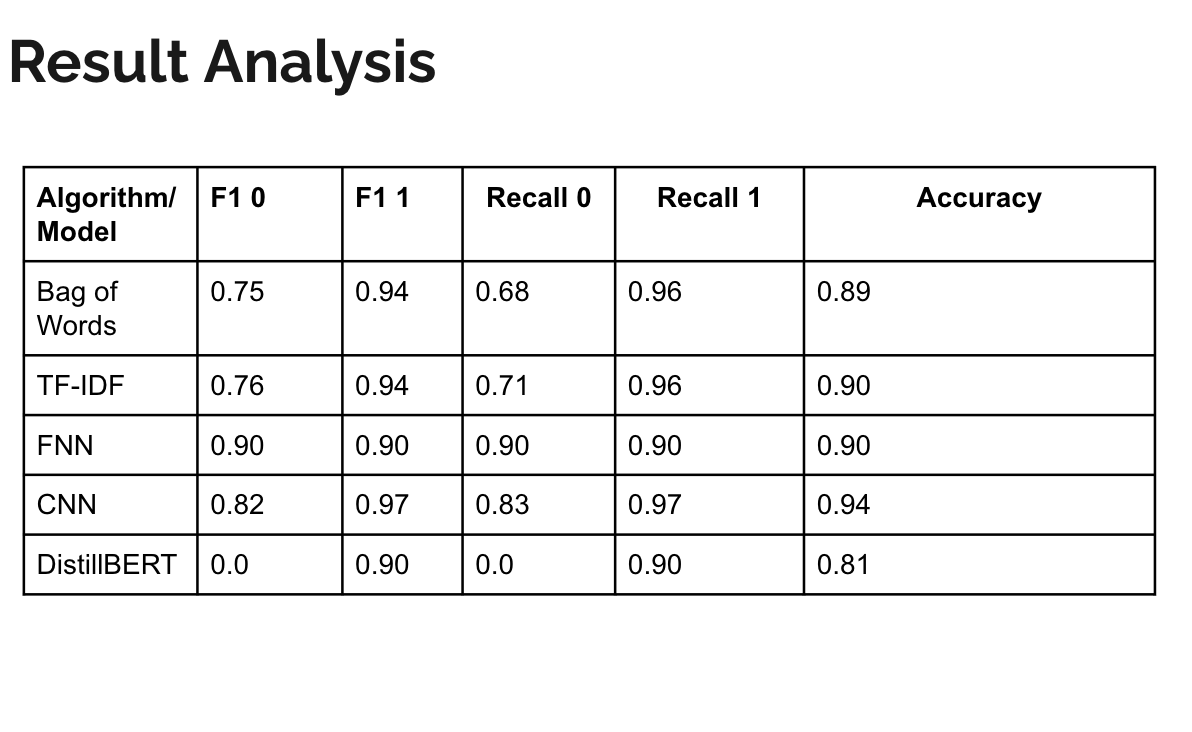 Result Analysis
Algorithm/ F1 0 F1 1 Recall 0 Recall 1 Accuracy
Model
Bag of 0.75 0.94 0.68 0.96 0.89
Words
TF-IDF 0.76 0.94 0.71 0.96 0.90
FNN 0.90 0.90 0.90 0.90 0.90
CNN 0.82 0.97 0.83 0.97 0.94
DistillBERT 0.0 0.90 0.0 0.90 0.81